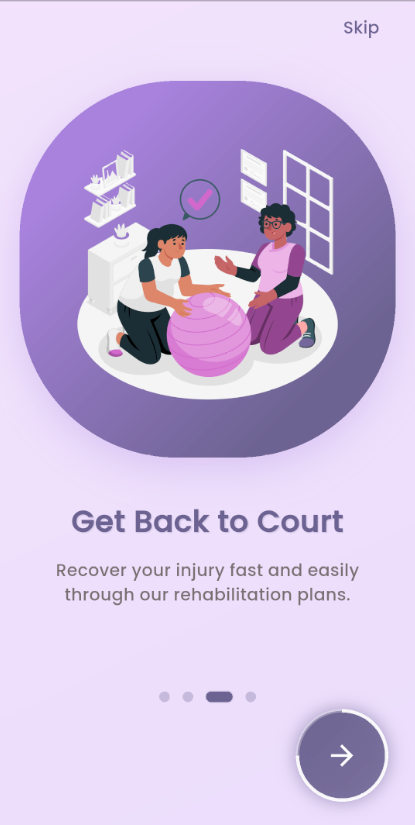 Skip
Get Back to Court
Recover your injury fast and easily
through our rehabilitation plans.